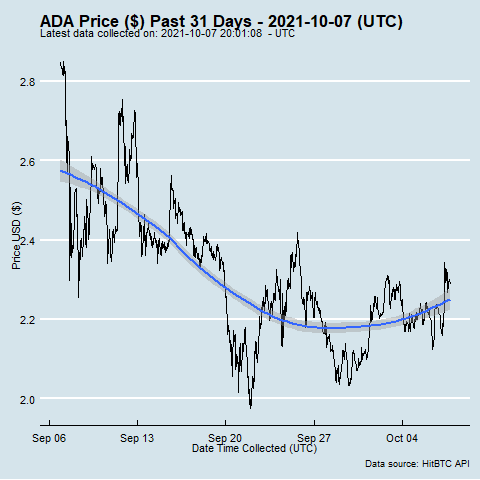 ADA Price ($) Past 31 Days - 2021-10-07 (UTC)
Latest data collected on: 2021-10-07 20:01:08 - UTC
2.8
2.6
2.4
2.2
2.0
Price USD ($)
Sep 06 Sep 13 Sep 20 Sep 27 Oct 04
Date Time Collected (UTC)
Data source: HitBTC API